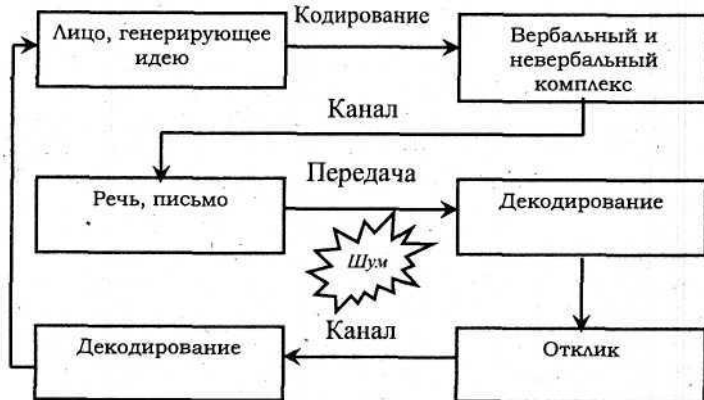 Лицо, генерирующее
идею
Кодирование
Вербальный и
невербальный
комплекс
Канал
Речь, письмо
Передача
Шум
Декодирование
Декодирование
Канал
Отклик